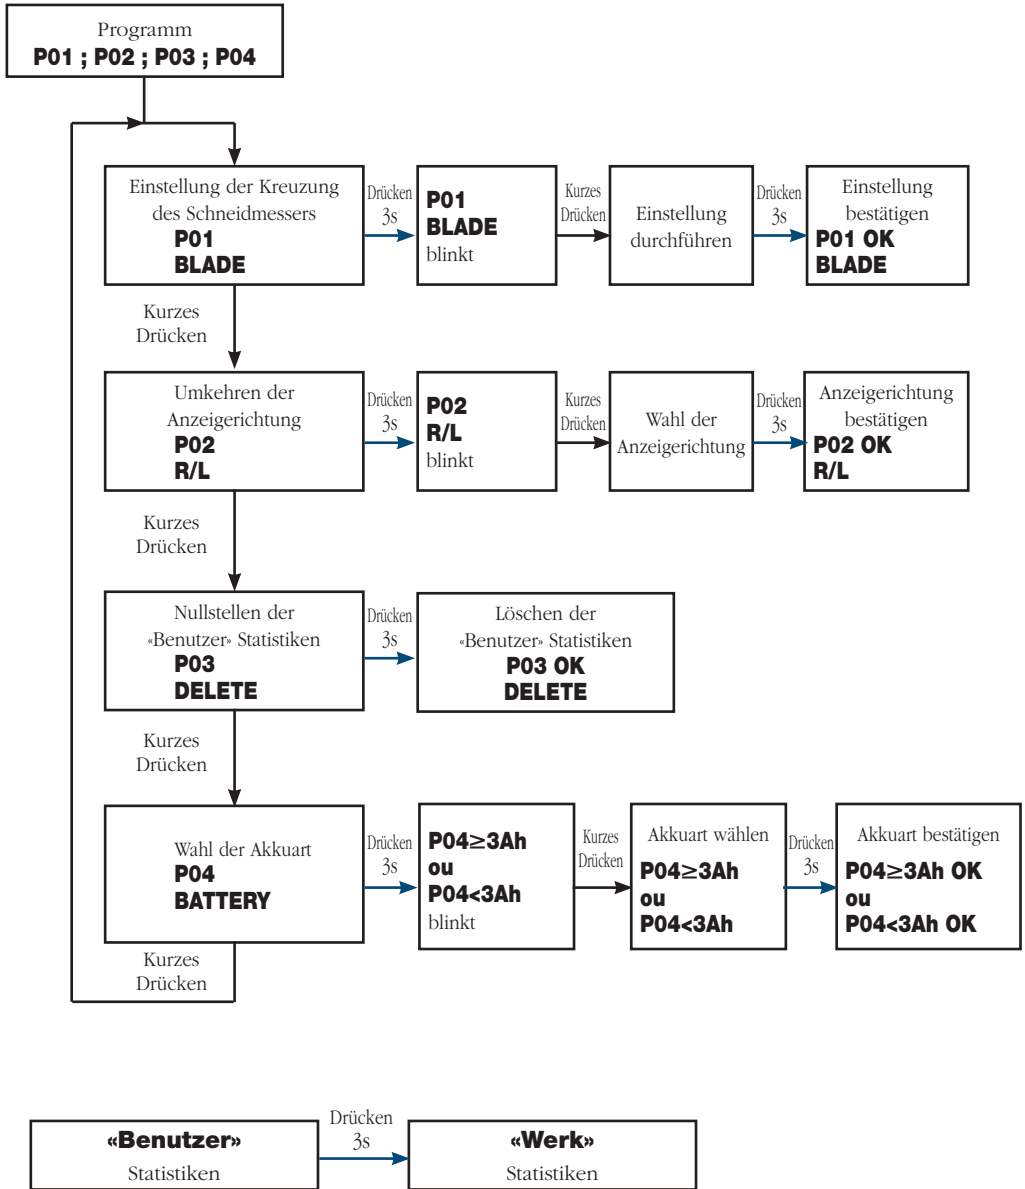 Programm
P01 ; P02 ; P03 ; P04
Einstellung der Kreuzung
des Schneidmessers
P01
BLADE
Drücken
3s
P01
BLADE
blinkt
Kurzes
Drücken
Einstellung
durchführen
Drücken
3s
Einstellung
bestätigen
P01 OK
BLADE
Kurzes
Drücken
Umkehren der
Anzeigerichtung
P02
R/L
Drücken
3s
P02
R/L
blinkt
Kurzes
Drücken
Wahl der
Anzeigerichtung
Drücken
3s
Anzeigerichtung
bestätigen
P02 OK
R/L
Kurzes
Drücken
Nullstellen der
«Benutzer» Statistiken
P03
DELETE
Drücken
3s
Löschen der
«Benutzer» Statistiken
P03 OK
DELETE
Kurzes
Drücken
Wahl der Akkuart
P04
BATTERY
Drücken
3s
P04≥3Ah
ou
P04<3Ah
blinkt
Kurzes
Drücken
Akkuart wählen
P04≥3Ah
ou
P04<3Ah
Drücken
3s
Akkuart bestätigen
P04≥3Ah OK
ou
P04<3Ah OK
Kurzes
Drücken
«Benutzer»
Statistiken
Drücken
3s
«Werk»
Statistiken